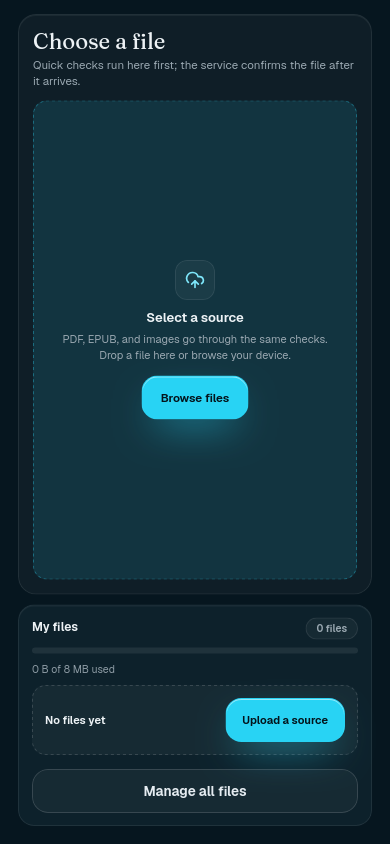 Choose a file
Quick checks run here first; the service confirms the file after
it arrives.
Select a source
PDF, EPUB, and images go through the same checks.
Drop a file here or browse your device.
Browse files
My files
0 files
0 B of 8 MB used
No files yet
Upload a source
Manage all files